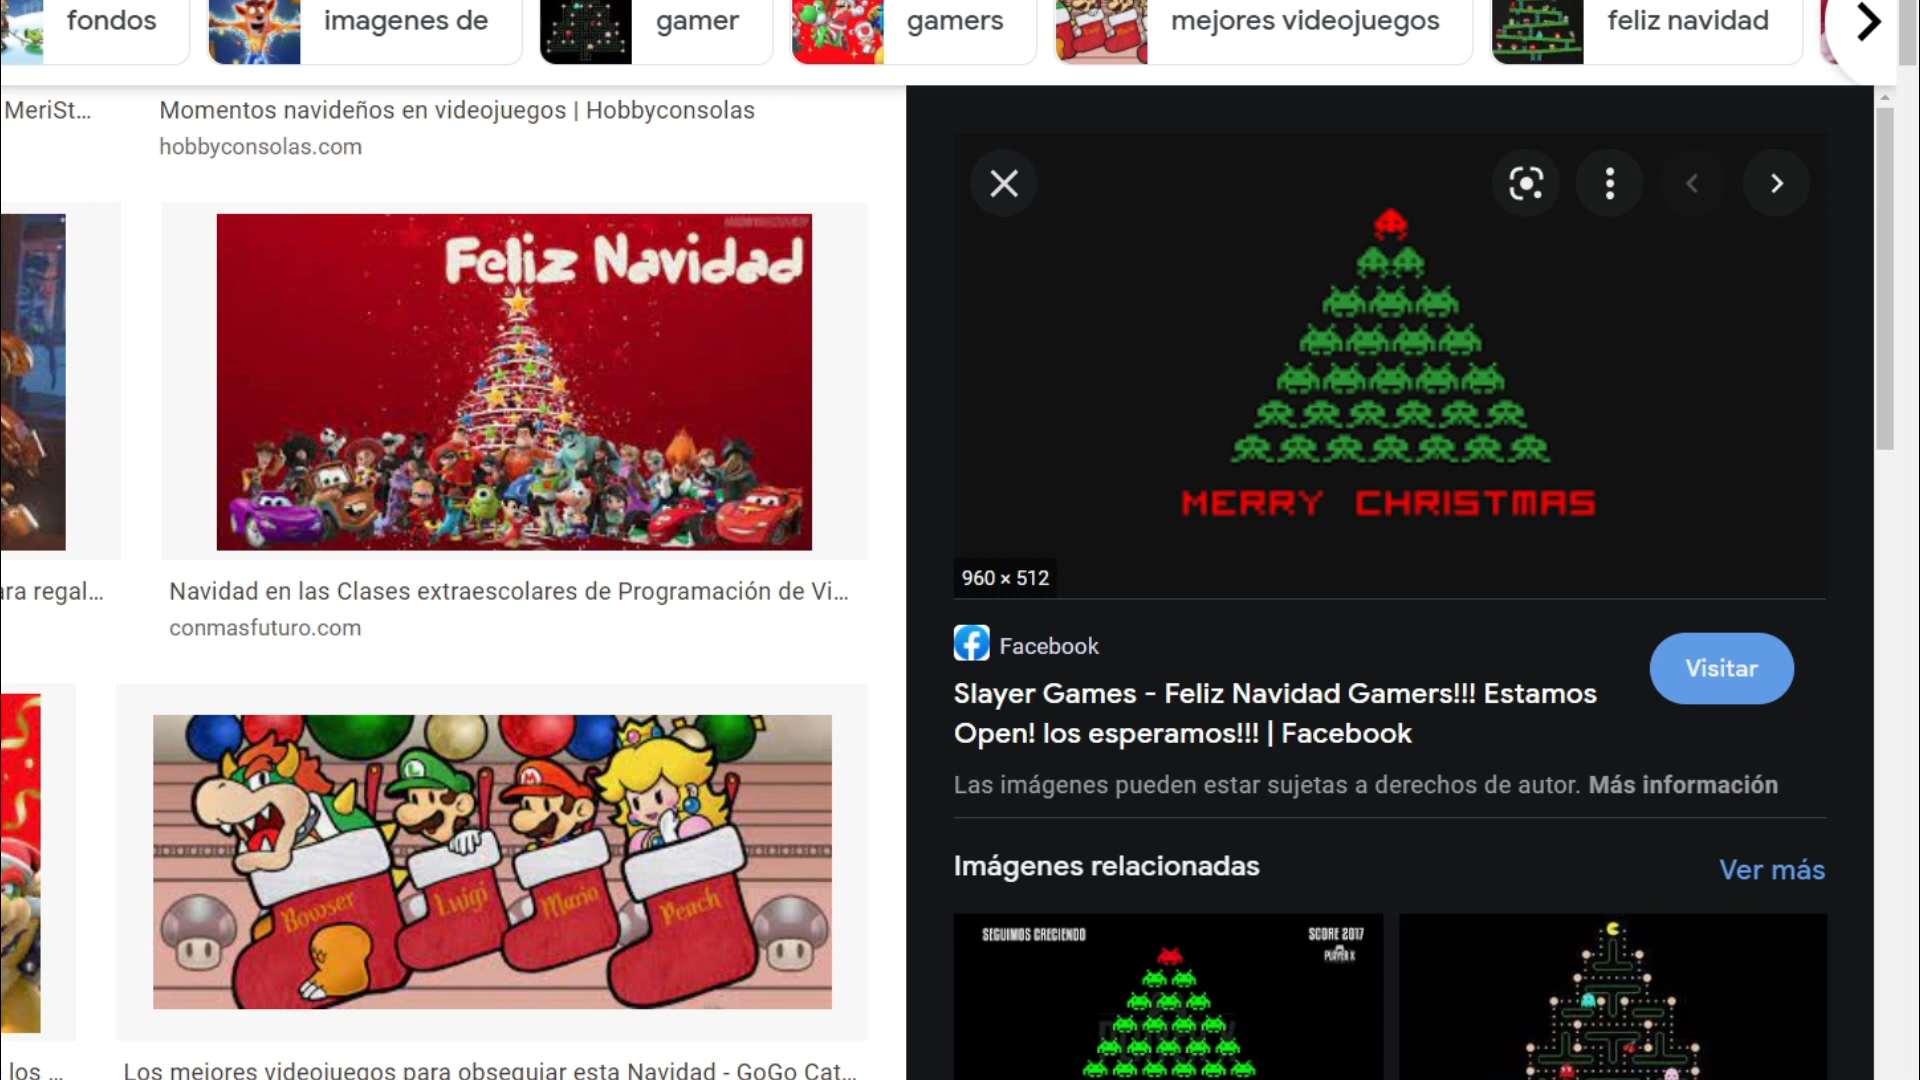 fondos
imagenes de
gamer
gamers
mejores videojuegos
feliz navidad
MeriSt...
Momentos navideños en videojuegos | Hobbyconsolas
hobbyconsolas.com
Feliz Navidad
ara regal...
Navidad en las Clases extraescolares de Programación de Vi...
conmasfuturo.com
Bowser
Luigi
Mario
Peach
los ...
Los mejores videojuegos para obsequiar esta Navidad - GoGo Cat...
MERRY CHRISTMAS
960 × 512
Facebook
Visitar
Slayer Games - Feliz Navidad Gamers!!! Estamos
Open! los esperamos!!! | Facebook
Las imágenes pueden estar sujetas a derechos de autor. Más información
Imágenes relacionadas
Ver más
SEGUIMOS CRECIENDO
SCORE 2017
PLAYER X